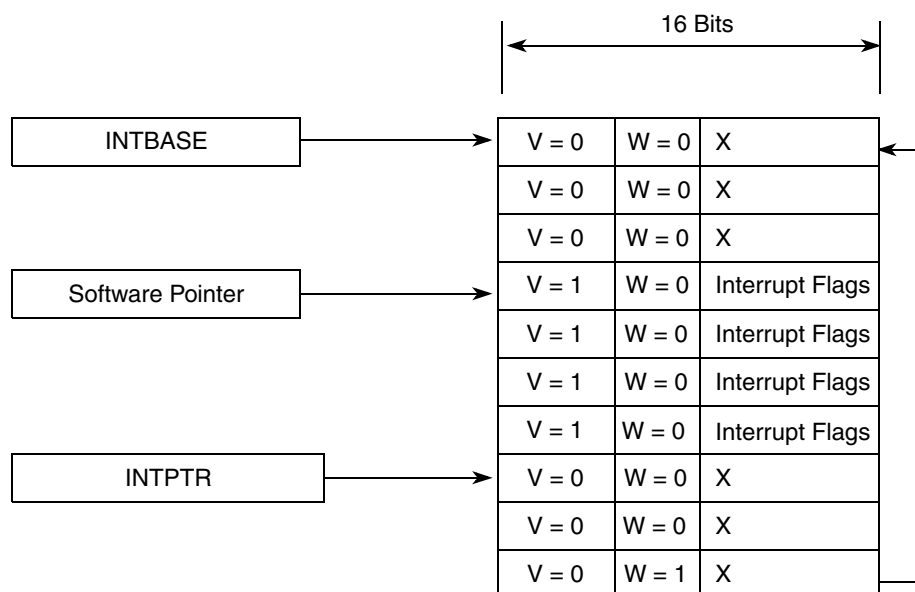 16 Bits
INTBASE
V = 0 W = 0 X
V = 0 W = 0 X
V = 0 W = 0 X
Software Pointer
V = 1 W = 0 Interrupt Flags
V = 1 W = 0 Interrupt Flags
V = 1 W = 0 Interrupt Flags
V = 1 W = 0 Interrupt Flags
INTPTR
V = 0 W = 0 X
V = 0 W = 0 X
V = 0 W = 1 X